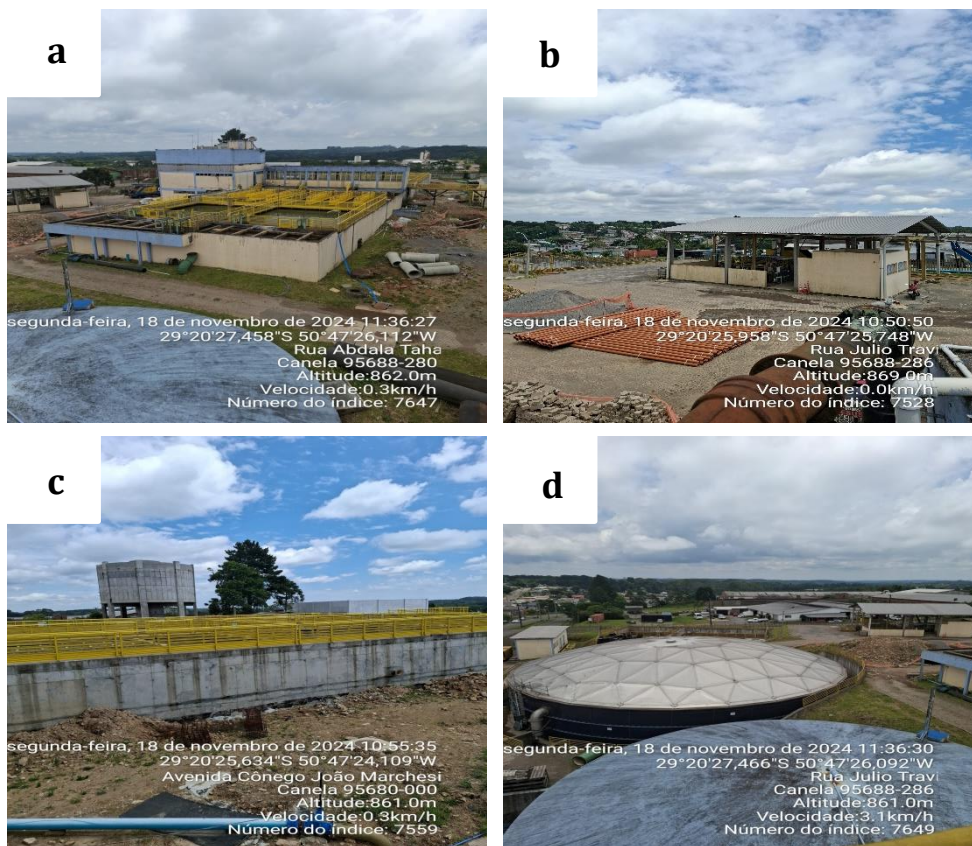 a
segunda-feira, 18 de novembro de 2024 11:36:27
29°20'27,458"S 50°47'26,112"W
Rua Abdala Taha
Canela 95688-280
Altitude:862.0m
Velocidade:0.3km/h
Número do índice: 7647
b
segunda-feira, 18 de novembro de 2024 10:50:50
29°20'25,958"S 50°47'25,748"W
Rua Julio Travi
Canela 95688-286
Altitude:869.0m
Velocidade:0.0km/h
Número do índice: 7528
c
segunda-feira, 18 de novembro de 2024 10:55:35
29°20'25,634"S 50°47'24,109"W
Avenida Cônego João Marchesi
Canela 95680-000
Altitude:861.0m
Velocidade:0.3km/h
Número do índice: 7559
d
segunda-feira, 18 de novembro de 2024 11:36:30
29°20'27,466"S 50°47'26,092"W
Rua Julio Travi
Canela 95688-286
Altitude:861.0m
Velocidade:3.1km/h
Número do índice: 7649